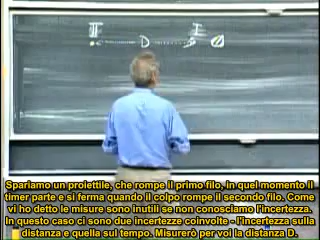 D
Spariamo un proiettile, che rompe il primo filo, in quel momento il
timer parte e si ferma quando il colpo rompe il secondo filo. Come
vi ho detto le misure sono inutili se non conosciamo l'incertezza.
In questo caso ci sono due incertezze coinvolte - l'incertezza sulla
distanza e quella sul tempo. Misurerò per voi la distanza D.